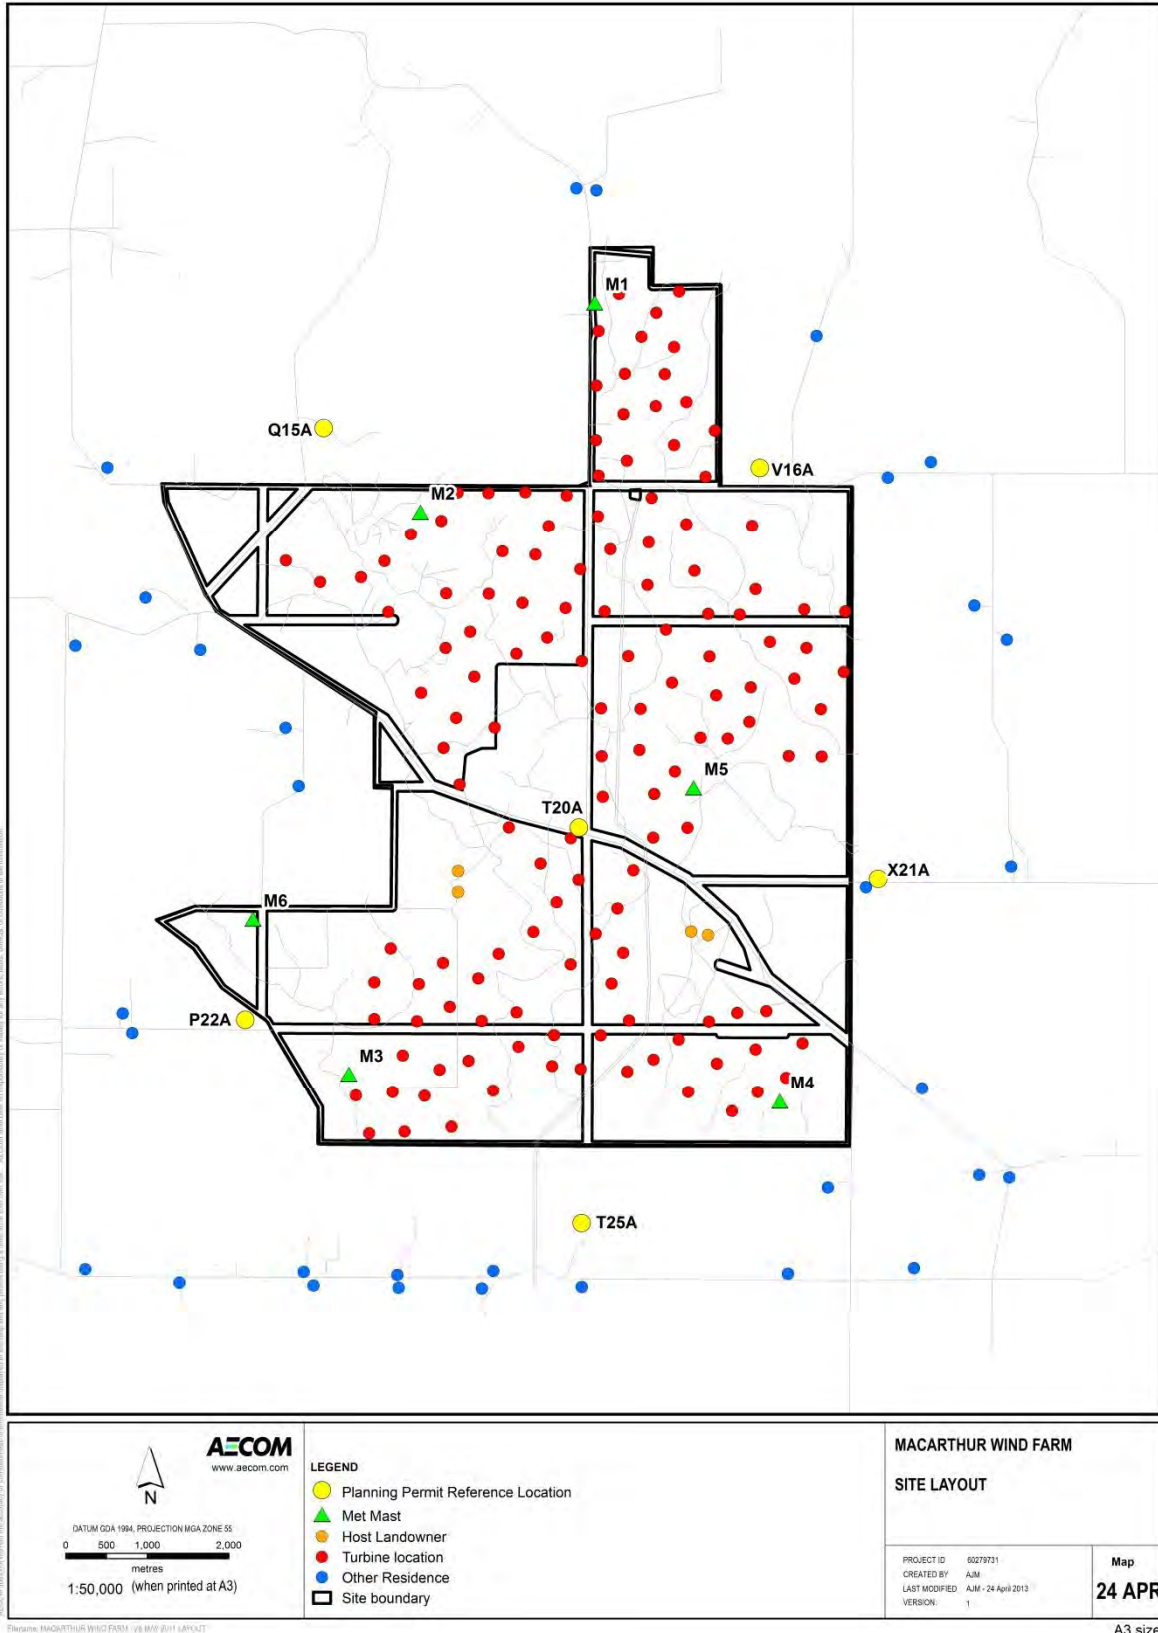 M1
Q15A
V16A
M2
M5
T20A
X21A
M6
P22A
M3
M4
T25A
AECOM
www.aecom.com
N
DATUM GDA 1994, PROJECTION MGA ZONE 55
0 500 1,000 2,000
metres
1:50,000 (when printed at A3)
LEGEND
Planning Permit Reference Location
Met Mast
Host Landowner
Turbine location
Other Residence
Site boundary
MACARTHUR WIND FARM
SITE LAYOUT
PROJECT ID 60279731
CREATED BY AJM
LAST MODIFIED AJM - 24 April 2013
VERSION: 1
Map
24 APR
A3 size